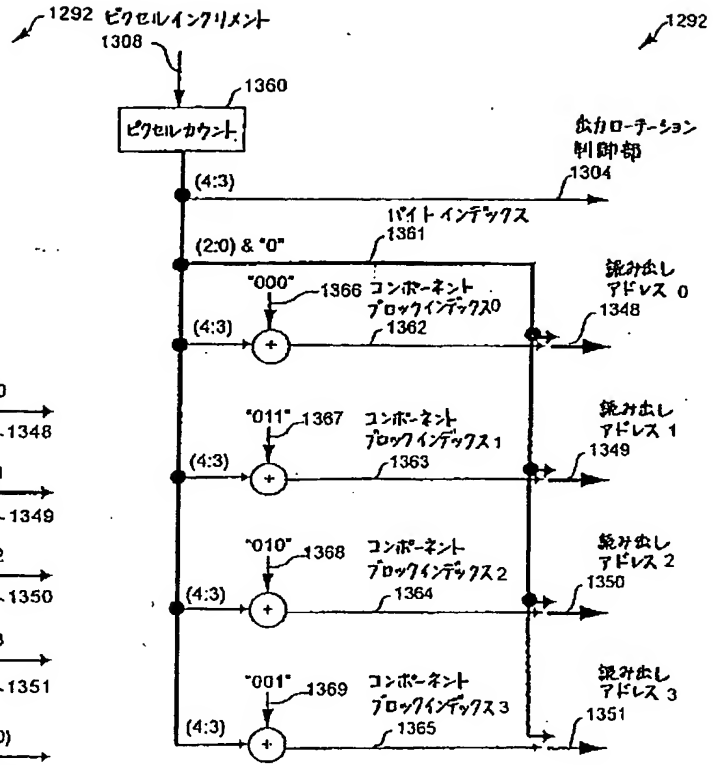 1292
ピクセルインクリメント
1308
1292
1360
ピクセルカウント
(4:3)
出力ローテーション
制御部
1304
(2:0) & "0"
バイトインデックス
1361
"000"
1366
コンポーネント
ブロックインデックス0
1362
(4:3)
+
読み出し
アドレス 0
1348
"011"
1367
コンポーネント
ブロックインデックス1
1363
(4:3)
+
読み出し
アドレス 1
1349
"010"
1368
コンポーネント
ブロックインデックス2
1364
(4:3)
+
読み出し
アドレス 2
1350
"001"
1369
コンポーネント
ブロックインデックス3
1365
(4:3)
+
読み出し
アドレス 3
1351
0
1348
1
1349
2
1350
3
1351
0)